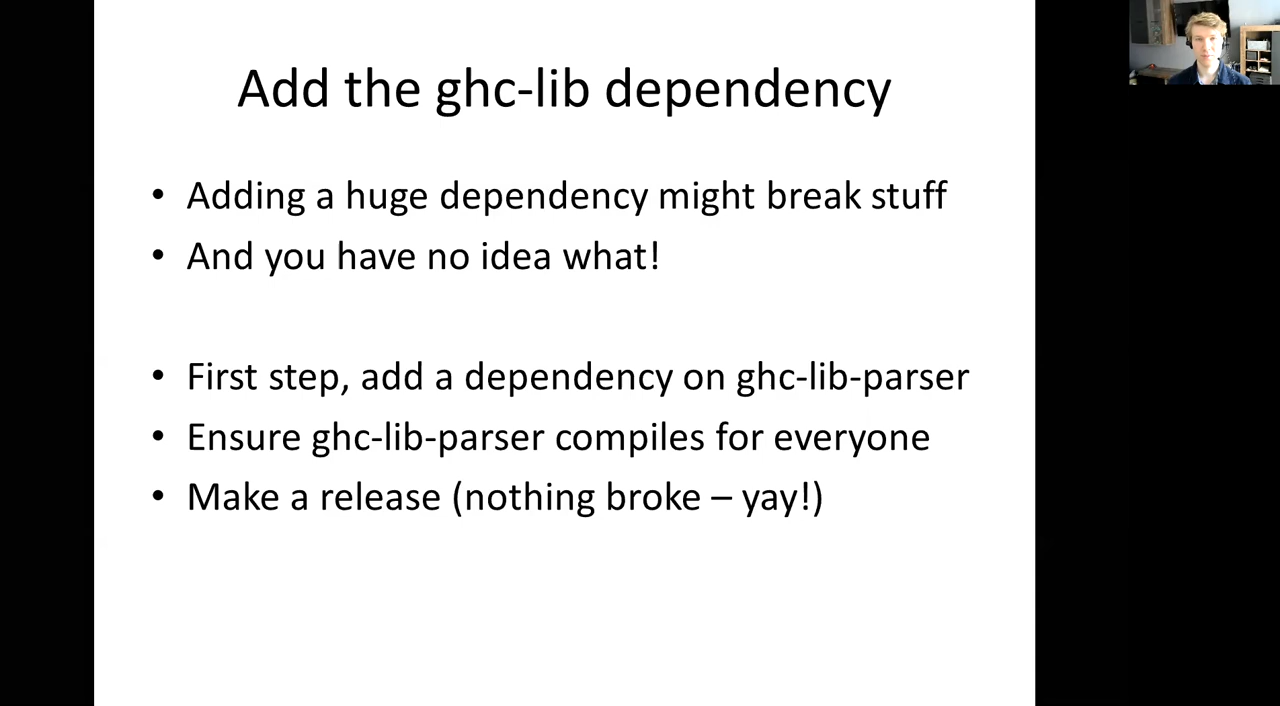 Add the ghc-lib dependency
• Adding a huge dependency might break stuff
• And you have no idea what!
• First step, add a dependency on ghc-lib-parser
• Ensure ghc-lib-parser compiles for everyone
• Make a release (nothing broke – yay!)